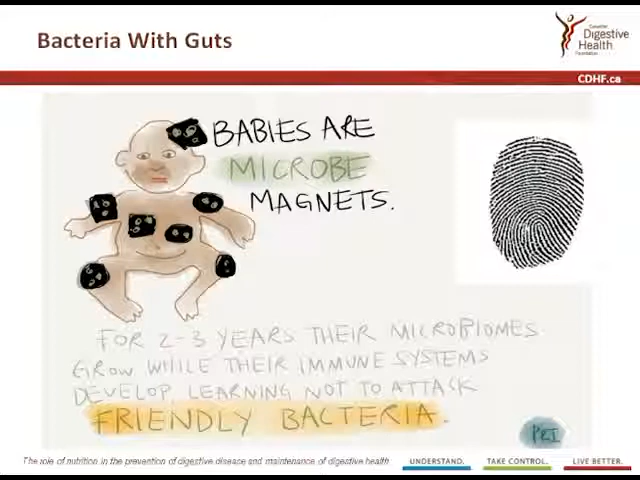 Bacteria With Guts
Canadian
Digestive
Health
Foundation
CDHF.ca
BABIES ARE
MICROBE
MAGNETS.
FOR 2-3 YEARS THEIR MICROBIOMES
GROW WHILE THEIR IMMUNE SYSTEMS
DEVELOP LEARNING NOT TO ATTACK
FRIENDLY BACTERIA.
The role of nutrition in the prevention of digestive disease and maintenance of digestive health
UNDERSTAND.
TAKE CONTROL.
LIVE BETTER.